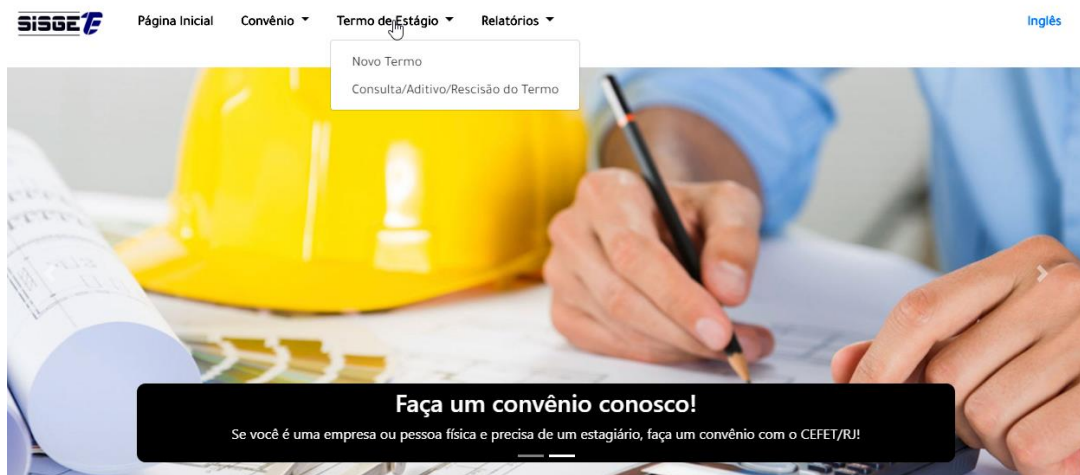 SISGE E
Página Inicial Convênio Termo de Estágio Relatórios Inglês
Novo Termo
Consulta/Aditivo/Rescisão do Termo
Faça um convênio conosco!
Se você é uma empresa ou pessoa física e precisa de um estagiário, faça um convênio com o CEFET/RJ!